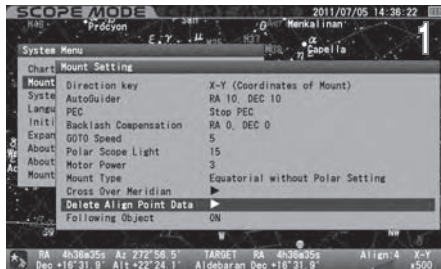 SCOPE MODE 2011/07/05 14:36:22
1
Procyon
Menkalinan
Capella
System Menu
Mount Setting
Chart
Mount
Syste
Langu
Initi
Expan
About
About
Mount
Direction key X-Y (Coordinates of Mount)
AutoGuider RA 10, DEC 10
PEC Stop PEC
Backlash Compensation RA 0, DEC 0
GOTO Speed 5
Polar Scope Light 15
Motor Power 3
Mount Type Equatorial without Polar Setting
Cross Over Meridian ▶
Delete Align Point Data ▶
Following Object ON
W NW
RA 4h36m35s Az 272°56.5' TARGET RA 4h36m35s Align:4 X-Y
Dec +16°31.9' Alt +22°24.1' Aldebaran Dec +16°31.9' x500